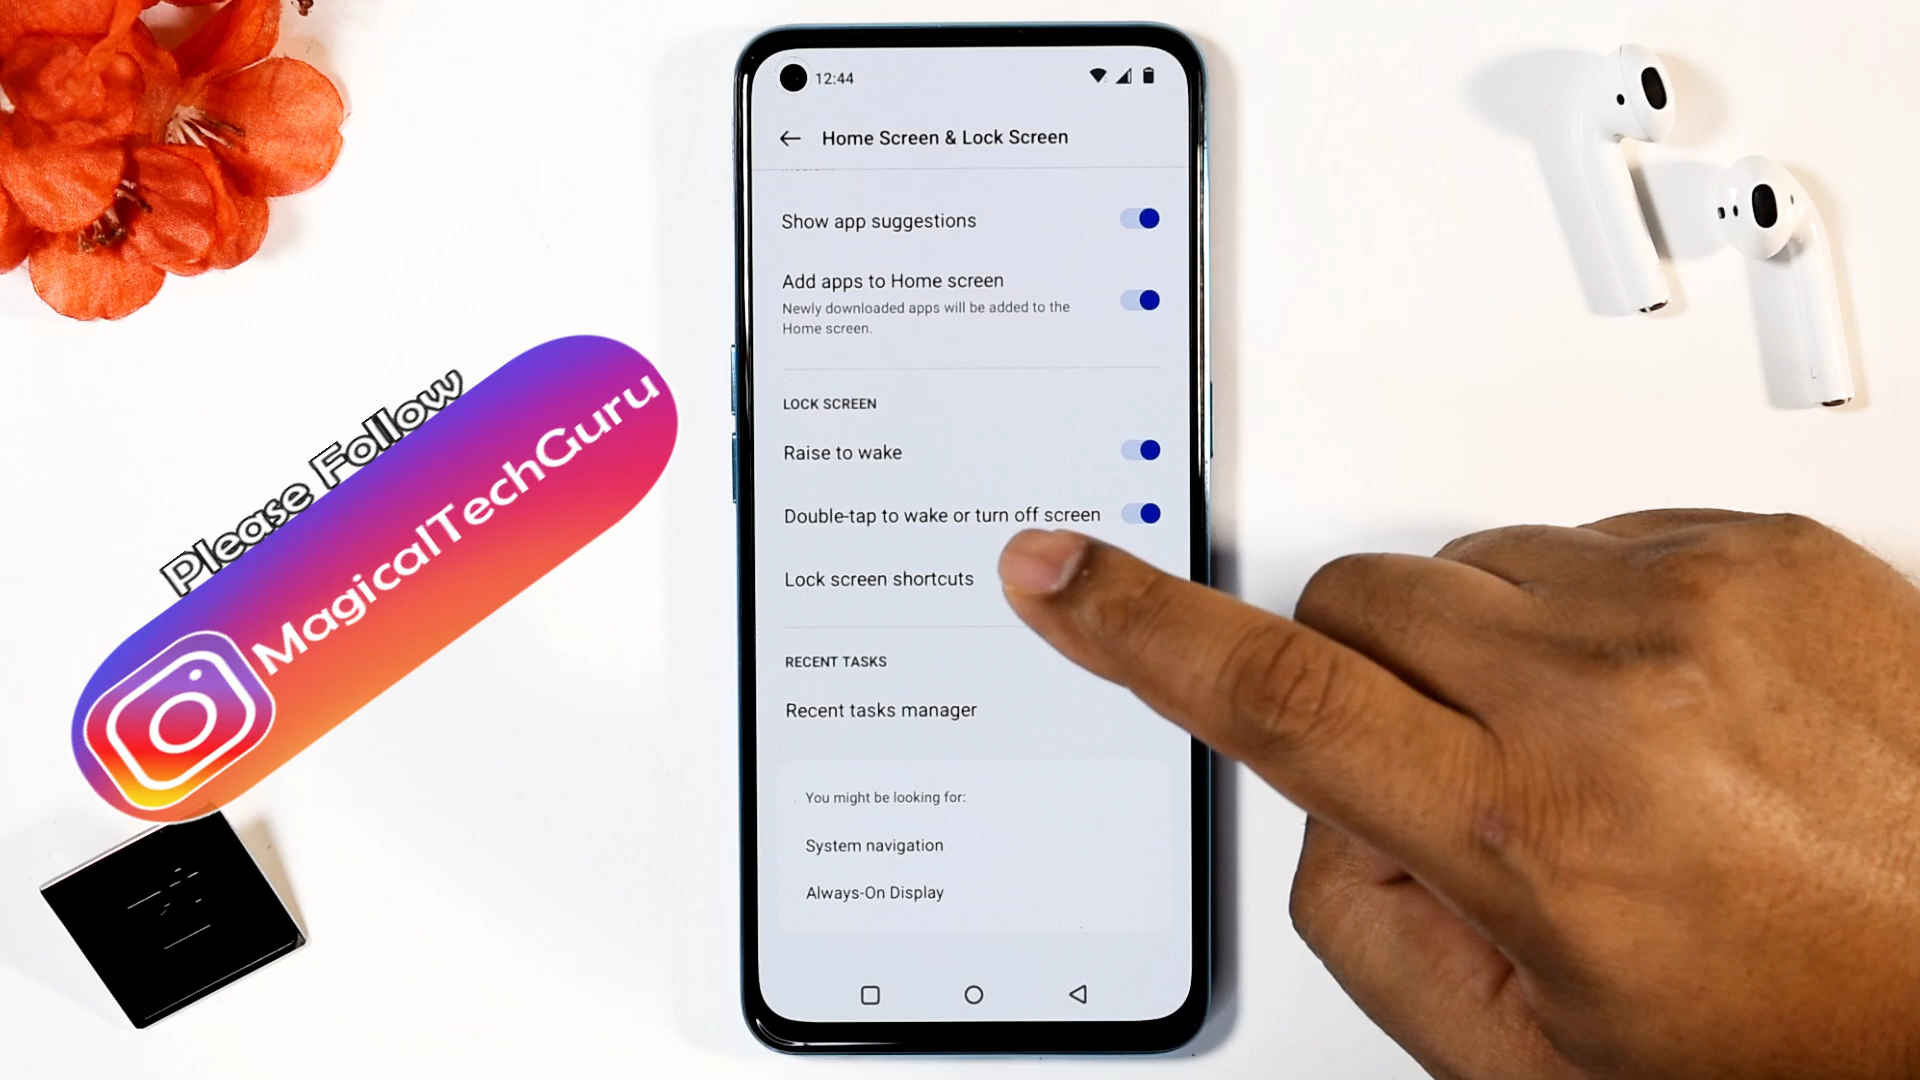 12:44
Home Screen & Lock Screen
Show app suggestions
Add apps to Home screen
Newly downloaded apps will be added to the
Home screen.
LOCK SCREEN
Raise to wake
Double-tap to wake or turn off screen
Lock screen shortcuts
RECENT TASKS
Recent tasks manager
You might be looking for:
System navigation
Always-On Display
Please Follow
MagicalTechGuru